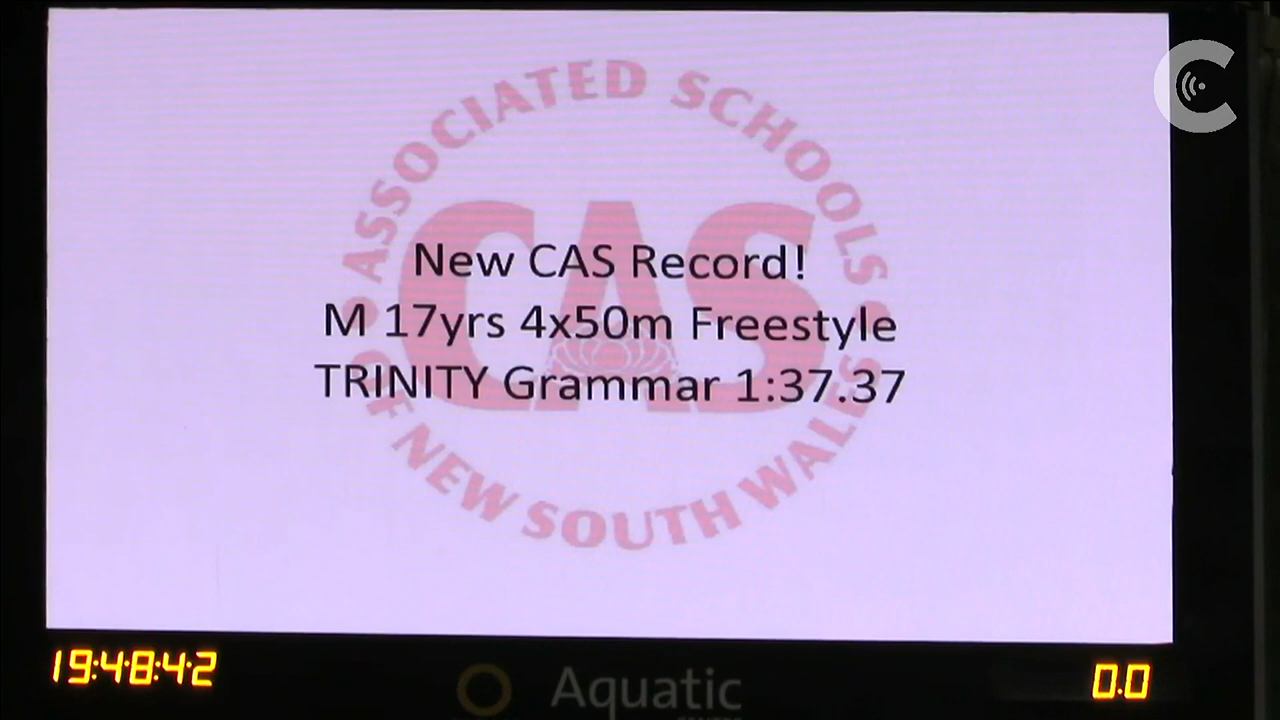 ASSOCIATED SCHOOLS
OF NEW SOUTH WALES
CAS
New CAS Record!
M 17yrs 4x50m Freestyle
TRINITY Grammar 1:37.37
19:48:42
Aquatic
0.0